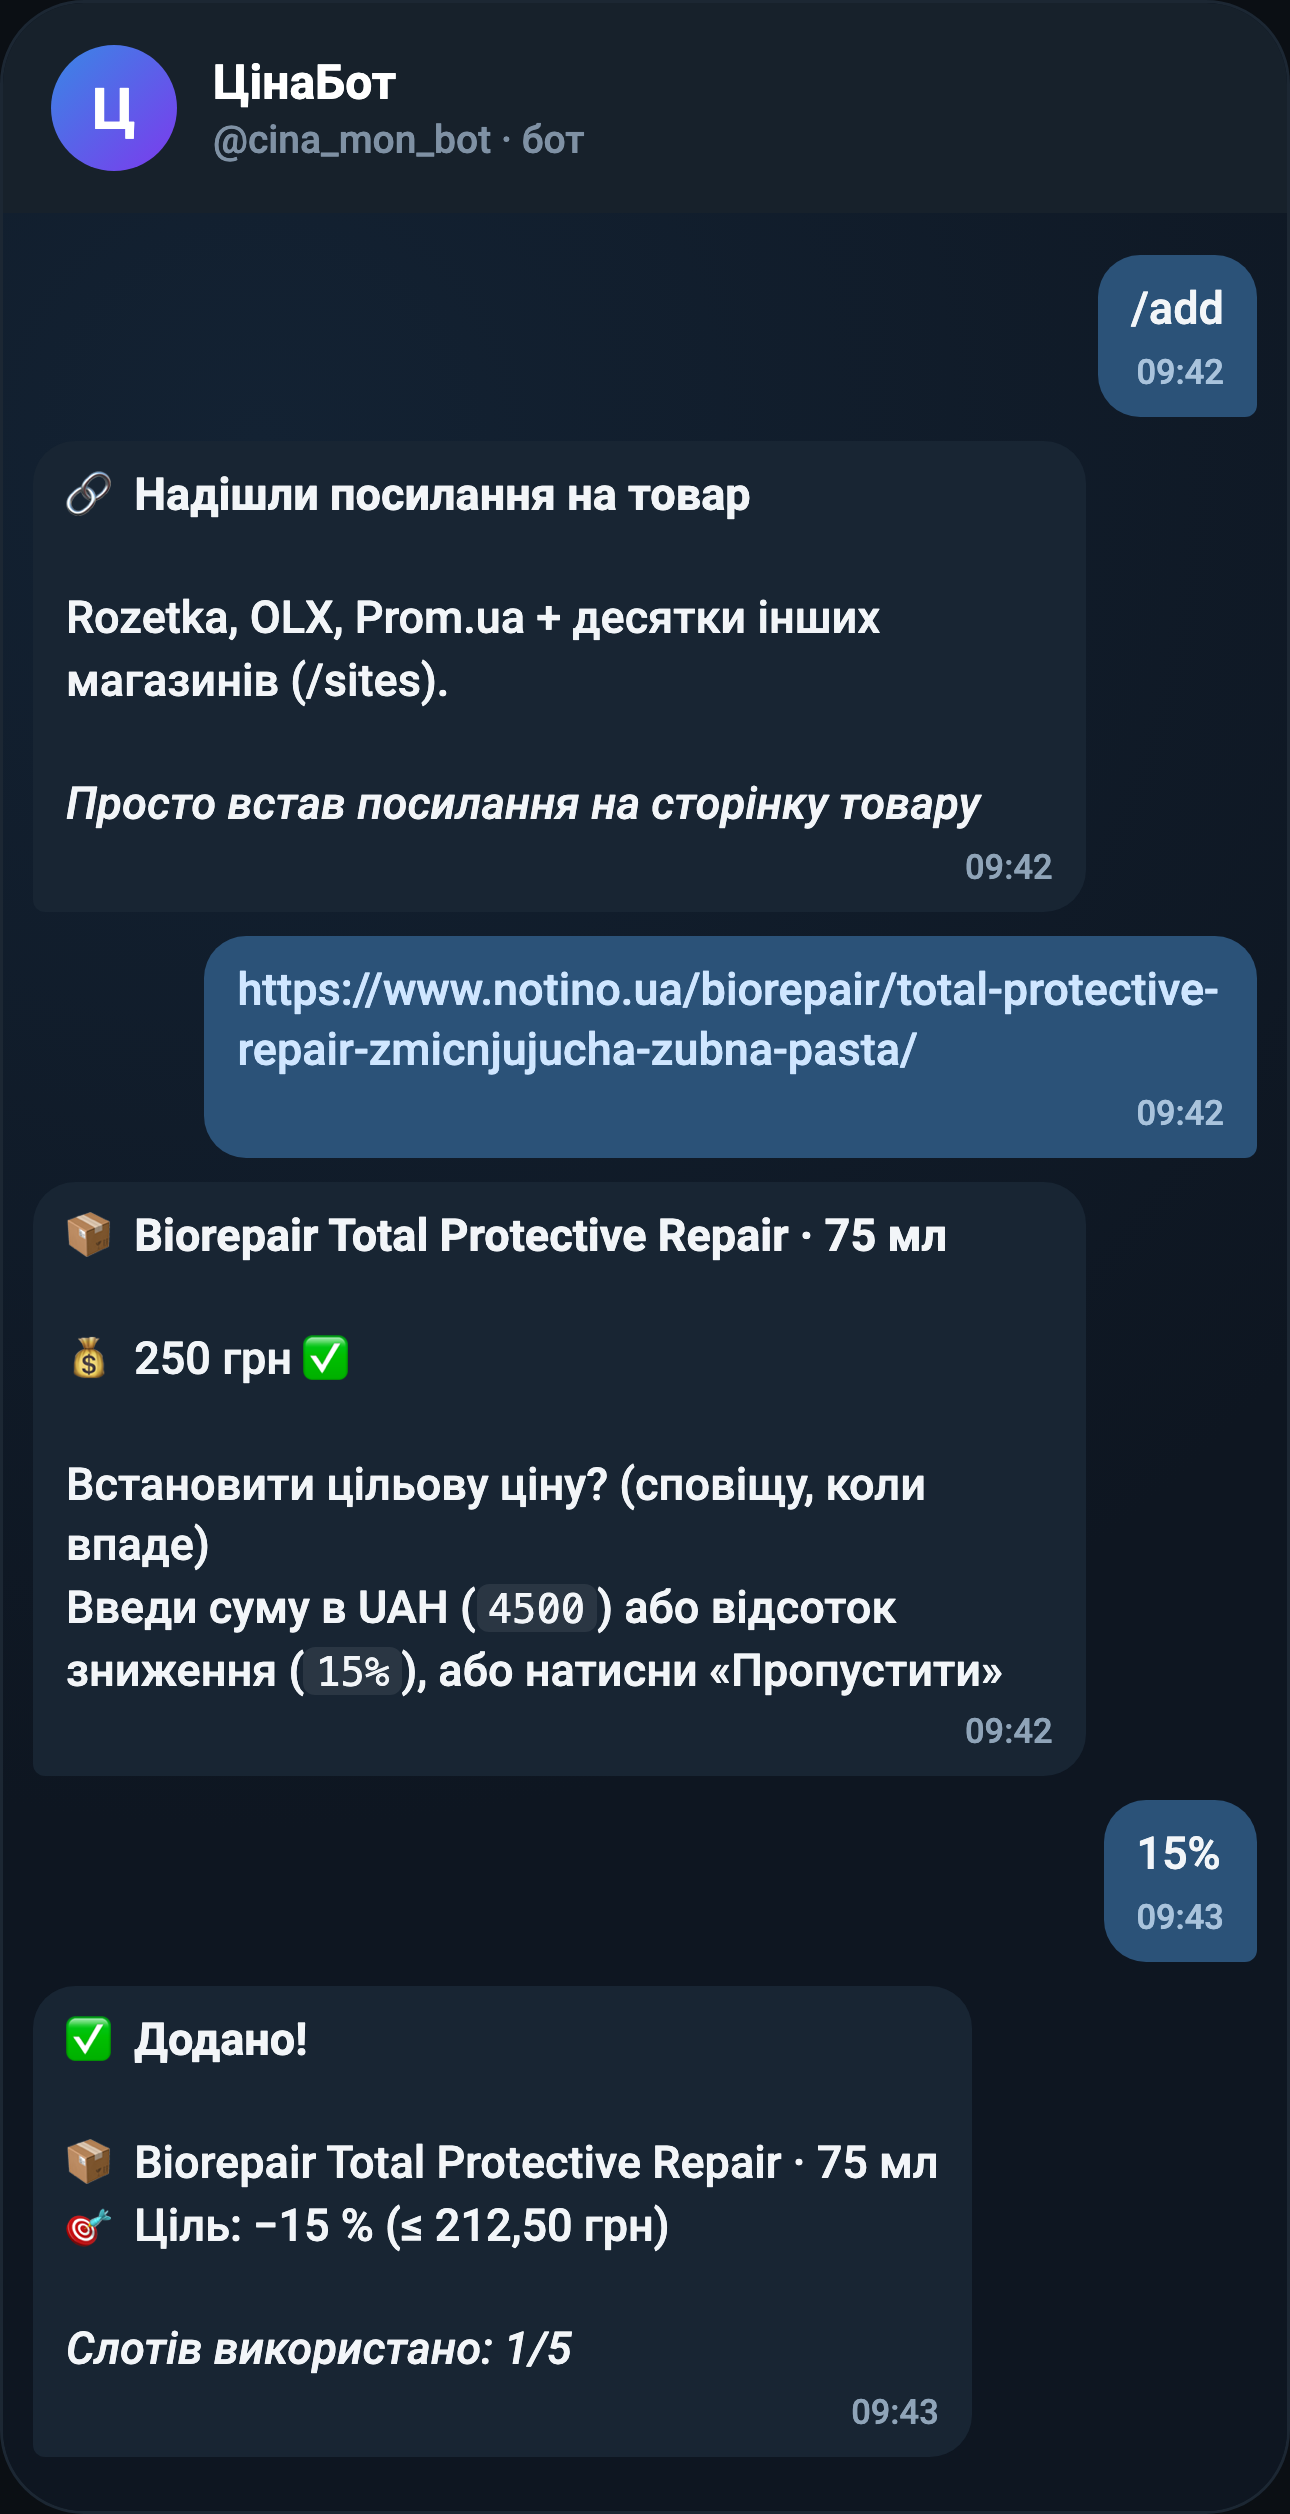 Ц
ЦінаБот
@cina_mon_bot · бот
/add
09:42
🔗 Надішли посилання на товар
Rozetka, OLX, Prom.ua + десятки інших
магазинів (/sites).
Просто встав посилання на сторінку товару
09:42
https://www.notino.ua/biorepair/total-protective-
repair-zmicnjujucha-zubna-pasta/
09:42
📦 Biorepair Total Protective Repair · 75 мл
💰 250 грн ✅
Встановити цільову ціну? (сповіщу, коли
впаде)
Введи суму в UAH (4500) або відсоток
зниження (15%), або натисни «Пропустити»
09:42
15%
09:43
✅ Додано!
📦 Biorepair Total Protective Repair · 75 мл
🎯 Ціль: −15 % (≤ 212,50 грн)
Слотів використано: 1/5
09:43